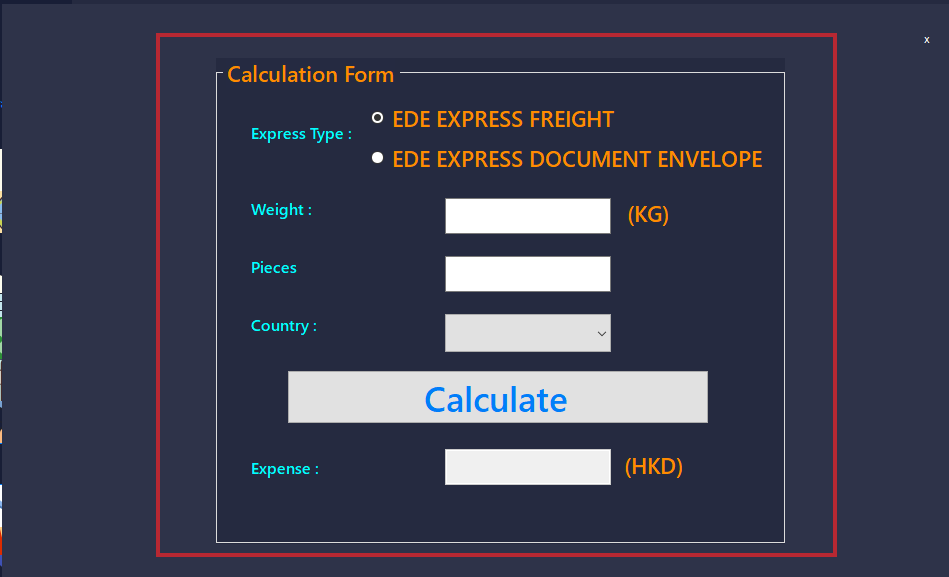 x
Calculation Form
Express Type :
EDE EXPRESS FREIGHT
EDE EXPRESS DOCUMENT ENVELOPE
Weight :
(KG)
Pieces
Country :
Calculate
Expense :
(HKD)